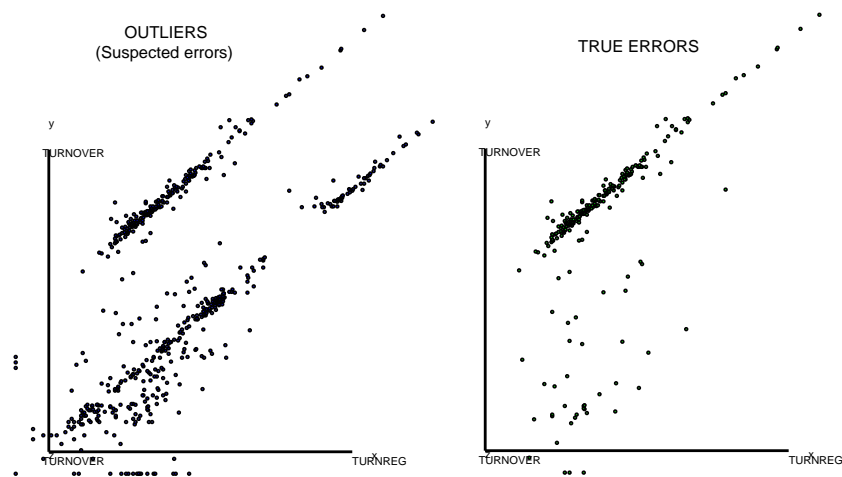 OUTLIERS
(Suspected errors)
y
TURNOVER
z
TURNOVER
x
TURNREG
TRUE ERRORS
y
TURNOVER
z
TURNOVER
x
TURNREG